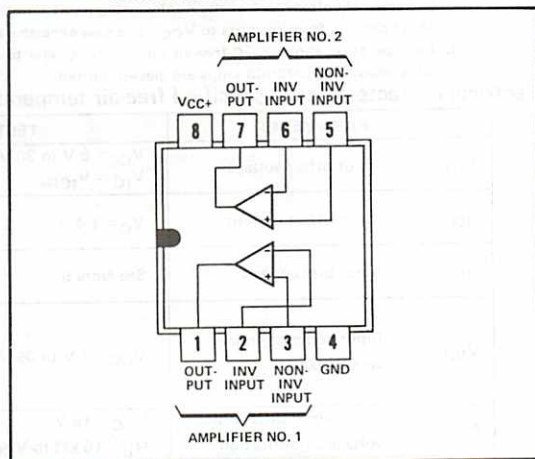 AMPLIFIER NO. 2
VCC+
OUT-
PUT
INV
INPUT
NON-
INV
INPUT
8 7 6 5
- +
- +
1 2 3 4
OUT-
PUT
INV
INPUT
NON-
INV
INPUT
GND
AMPLIFIER NO. 1